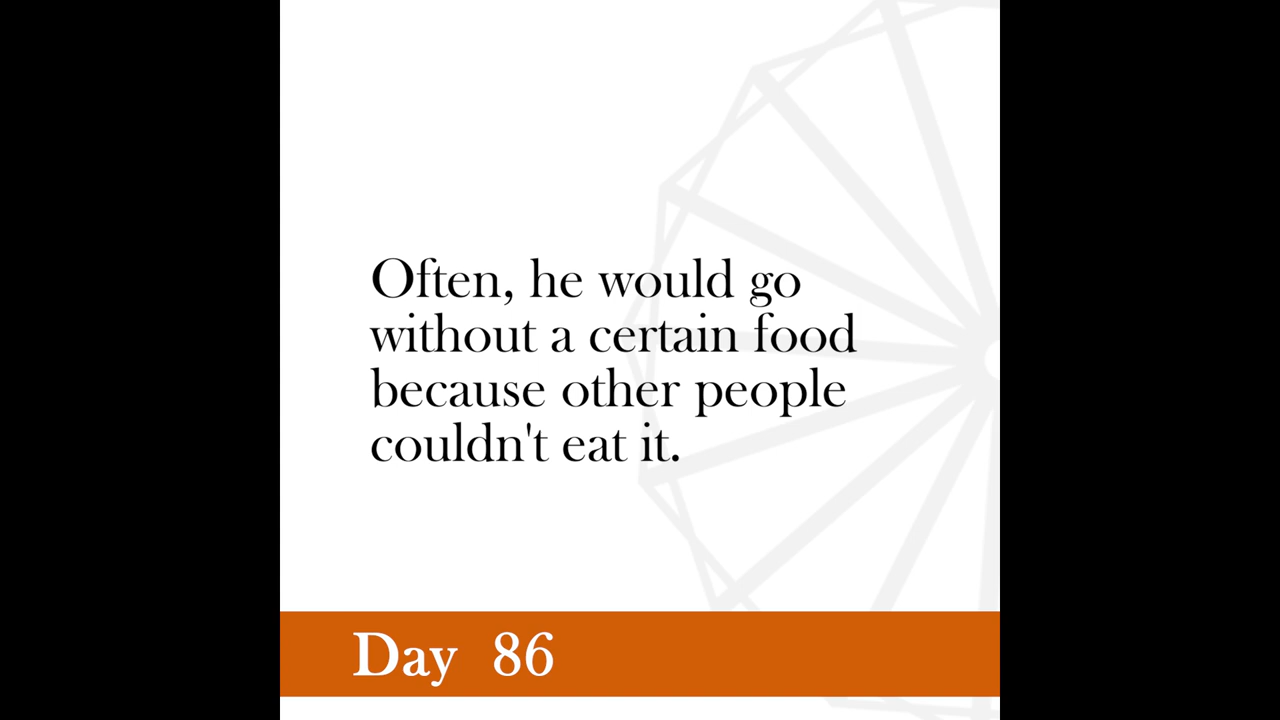 Often, he would go
without a certain food
because other people
couldn't eat it.
Day 86